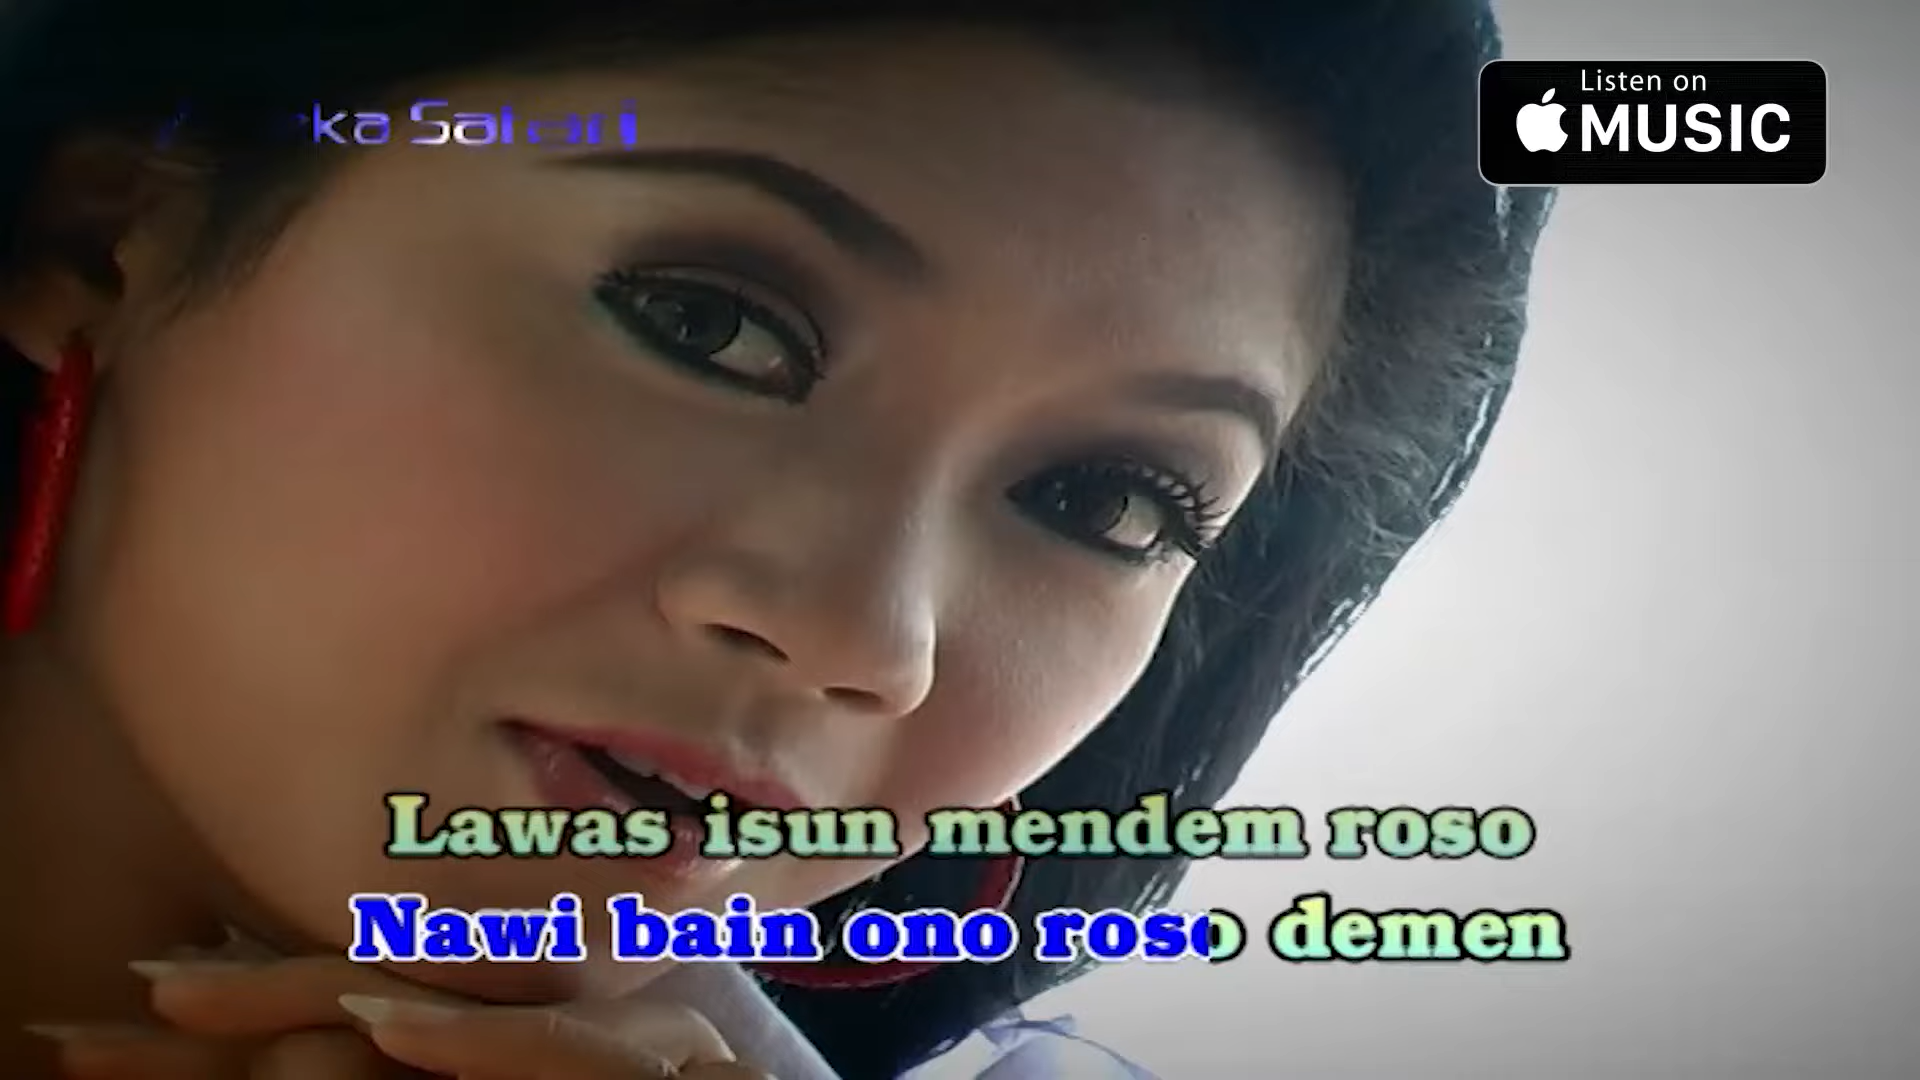 Listen on
MUSIC
Lawas isun mendem roso
Nawi bain ono roso demen